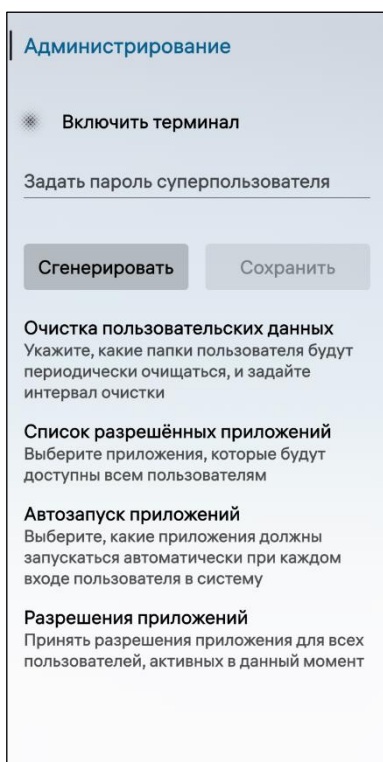 Администрирование
Включить терминал
Задать пароль суперпользователя
Сгенерировать
Сохранить
Очистка пользовательских данных
Укажите, какие папки пользователя будут
периодически очищаться, и задайте
интервал очистки
Список разрешённых приложений
Выберите приложения, которые будут
доступны всем пользователям
Автозапуск приложений
Выберите, какие приложения должны
запускаться автоматически при каждом
входе пользователя в систему
Разрешения приложений
Принять разрешения приложения для всех
пользователей, активных в данный момент